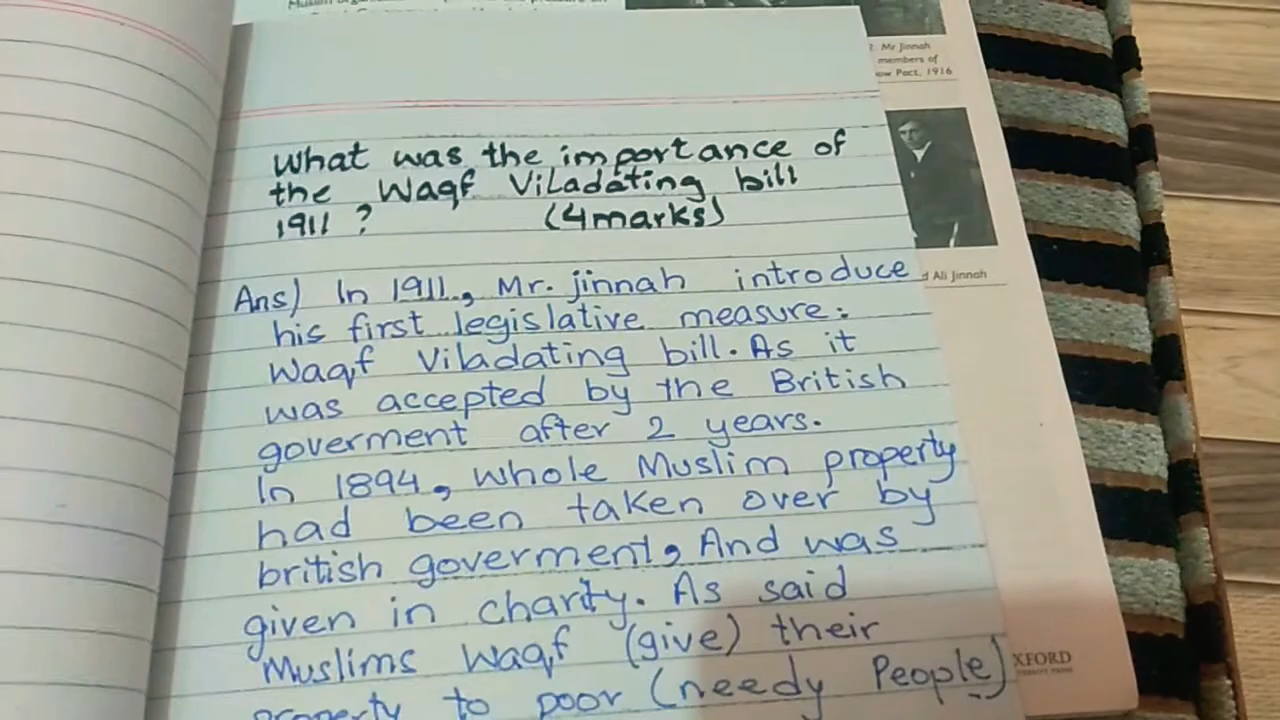 2. Mr Jinnah
members of
ow Pact, 1916
What was the importance of
the Waqf Viladating bill
1911 ? (4marks)
d Ali Jinnah
Ans) In 1911, Mr. jinnah introduce
his first legislative measure:
Waqf Viladating bill. As it
was accepted by the British
goverment after 2 years.
In 1894, whole Muslim property
had been taken over by
british goverment, And was
given in charity. As said
Muslims waqf (give) their
property to poor (needy People)
XFORD